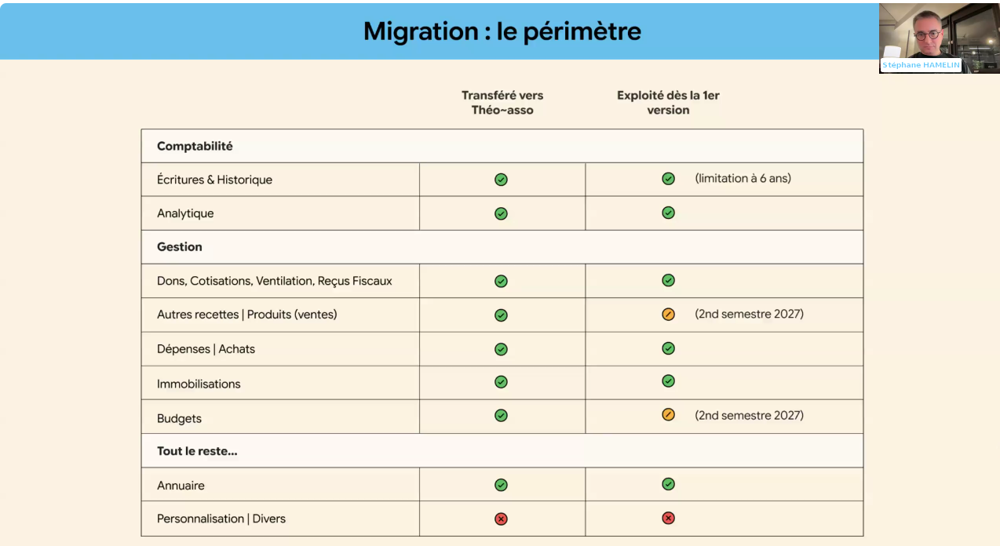 Migration : le périmètre
Stéphane HAMELIN
Transféré vers
Théo~asso
Exploité dès la 1er
version
Comptabilité
Écritures & Historique
(limitation à 6 ans)
Analytique
Gestion
Dons, Cotisations, Ventilation, Reçus Fiscaux
Autres recettes | Produits (ventes)
(2nd semestre 2027)
Dépenses | Achats
Immobilisations
Budgets
(2nd semestre 2027)
Tout le reste...
Annuaire
Personnalisation | Divers